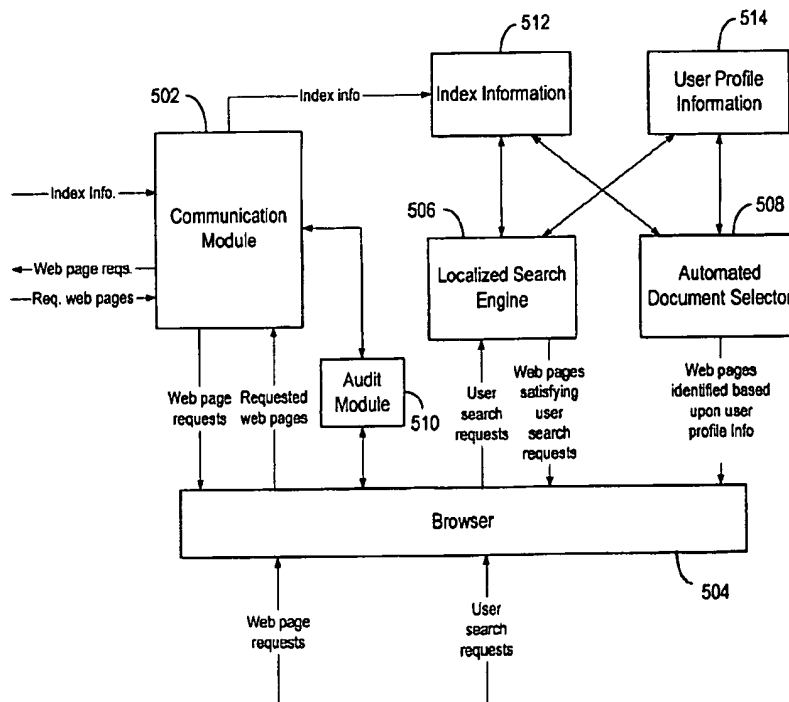 512
514
502
Index info
Index Information
User Profile
Information
Index Info.
Communication
Module
506
508
Web page reqs.
Req. web pages
Localized Search
Engine
Automated
Document Selector
Web page
requests
Requested
web pages
Audit
Module
510
User
search
requests
Web pages
satisfying
user
search
requests
Web pages
identified based
upon user
profile Info
Browser
504
Web page
requests
User
search
requests